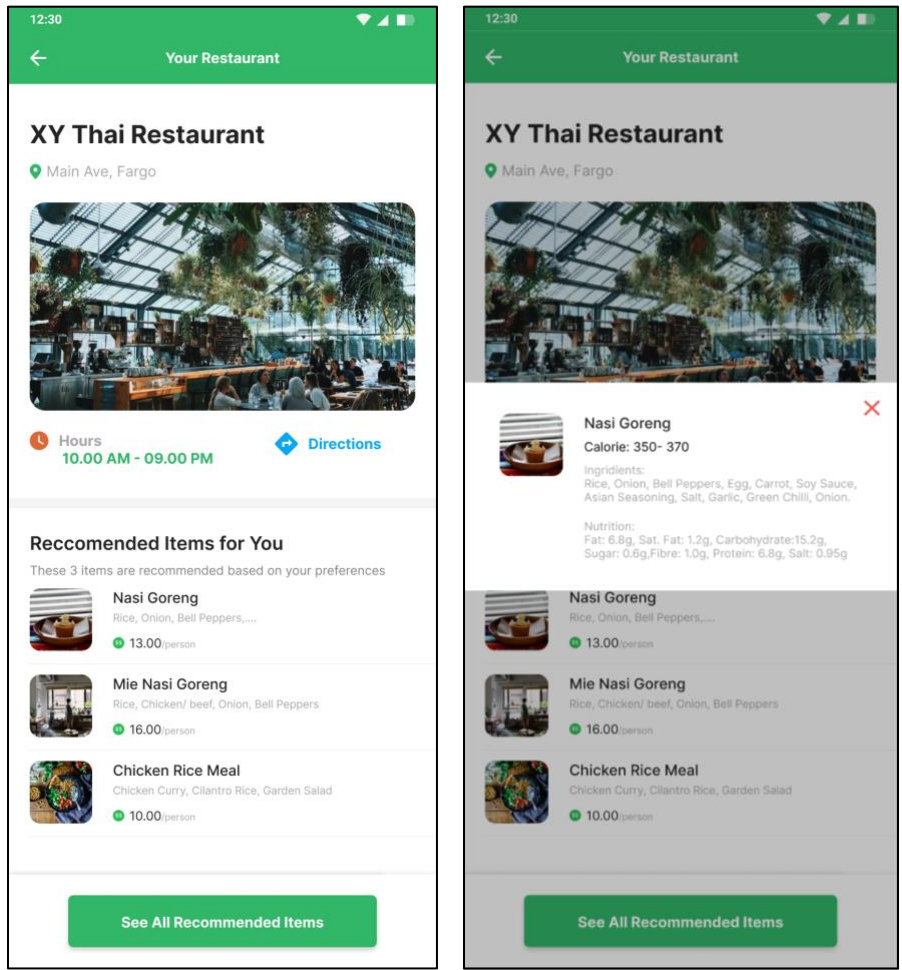 12:30
Your Restaurant
XY Thai Restaurant
Main Ave, Fargo
Hours
10.00 AM - 09.00 PM
Directions
Reccomended Items for You
These 3 items are recommended based on your preferences
Nasi Goreng
Rice, Onion, Bell Peppers,....
13.00/person
Mie Nasi Goreng
Rice, Chicken/ beef, Onion, Bell Peppers
16.00/person
Chicken Rice Meal
Chicken Curry, Cilantro Rice, Garden Salad
10.00/person
See All Recommended Items
12:30
Your Restaurant
XY Thai Restaurant
Main Ave, Fargo
Nasi Goreng
Calorie: 350- 370
Ingridients:
Rice, Onion, Bell Peppers, Egg, Carrot, Soy Sauce,
Asian Seasoning, Salt, Garlic, Green Chilli, Onion.
Nutrition:
Fat: 6.8g, Sat. Fat: 1.2g, Carbohydrate:15.2g,
Sugar: 0.6g,Fibre: 1.0g, Protein: 6.8g, Salt: 0.95g
Nasi Goreng
Rice, Onion, Bell Peppers,....
13.00/person
Mie Nasi Goreng
Rice, Chicken/ beef, Onion, Bell Peppers
16.00/person
Chicken Rice Meal
Chicken Curry, Cilantro Rice, Garden Salad
10.00/person
See All Recommended Items